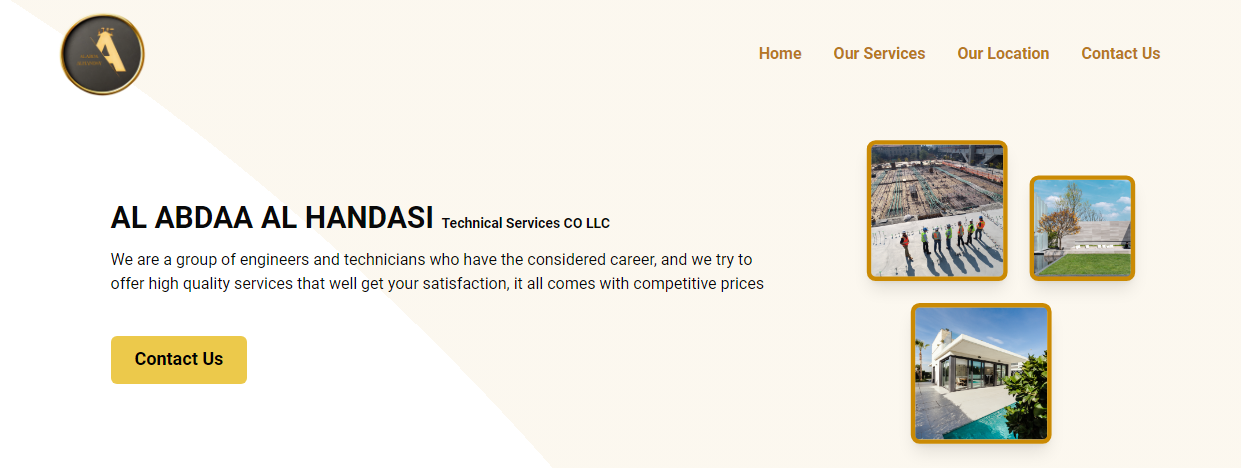 Home Our Services Our Location Contact Us
AL ABDAA AL HANDASI Technical Services CO LLC
We are a group of engineers and technicians who have the considered career, and we try to
offer high quality services that well get your satisfaction, it all comes with competitive prices
Contact Us